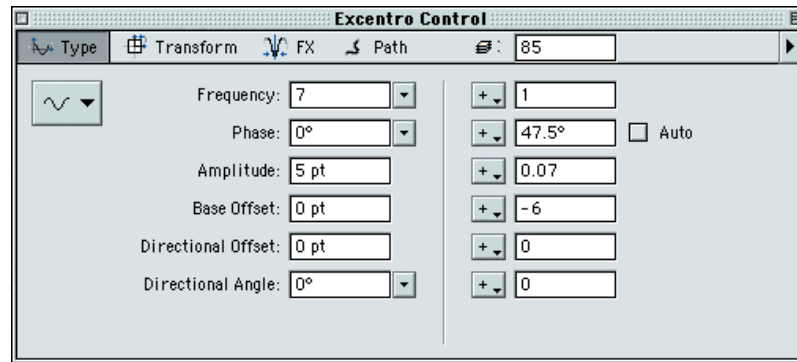 Excentro Control
Type Transform FX Path : 85
Frequency: 7 + 1
Phase: 0° + 47.5° Auto
Amplitude: 5 pt + 0.07
Base Offset: 0 pt + -6
Directional Offset: 0 pt + 0
Directional Angle: 0° + 0